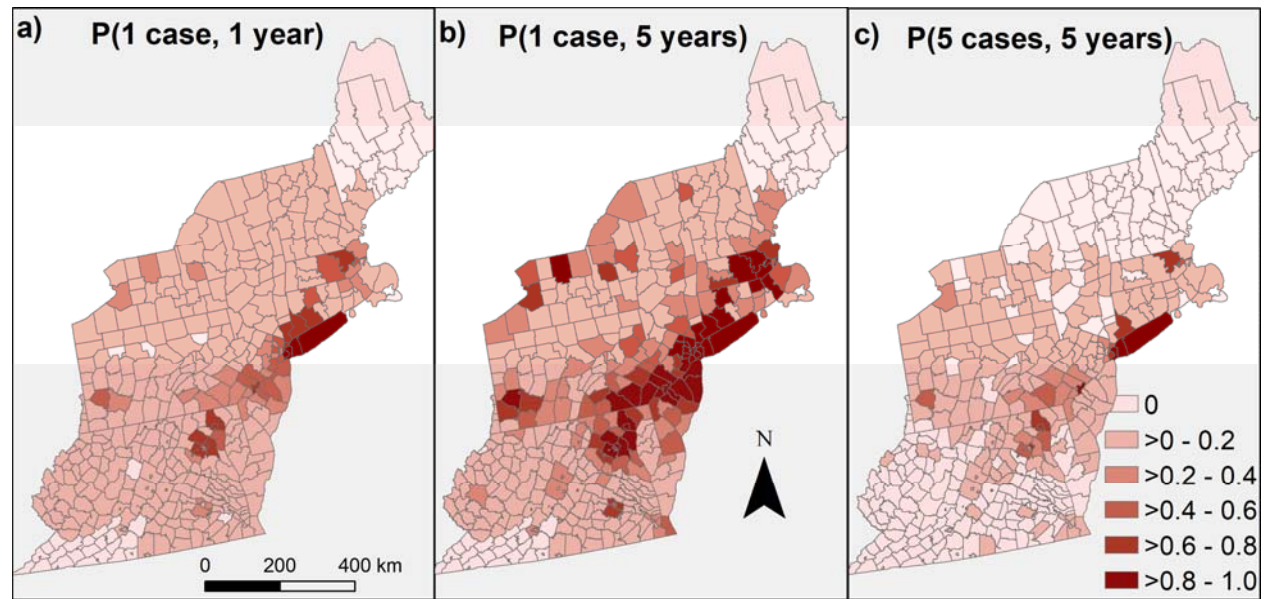 a) P(1 case, 1 year)
b) P(1 case, 5 years)
c) P(5 cases, 5 years)
N
0 200 400 km
0
>0 - 0.2
>0.2 - 0.4
>0.4 - 0.6
>0.6 - 0.8
>0.8 - 1.0